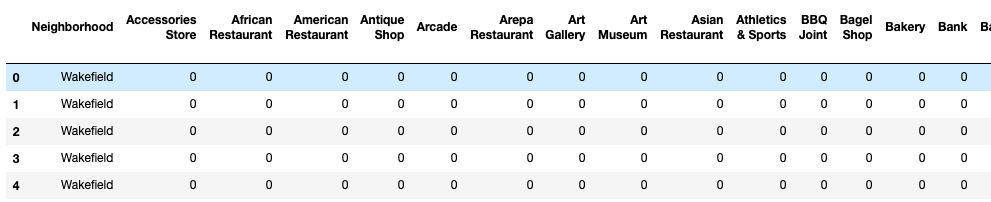 Neighborhood Accessories Store African Restaurant American Restaurant Antique Shop Arcade Arepa Restaurant Art Gallery Art Museum Asian Restaurant Athletics & Sports BBQ Joint Bagel Shop Bakery Bank Ba
0 Wakefield 0 0 0 0 0 0 0 0 0 0 0 0 0 0
1 Wakefield 0 0 0 0 0 0 0 0 0 0 0 0 0 0
2 Wakefield 0 0 0 0 0 0 0 0 0 0 0 0 0 0
3 Wakefield 0 0 0 0 0 0 0 0 0 0 0 0 0 0
4 Wakefield 0 0 0 0 0 0 0 0 0 0 0 0 0 0